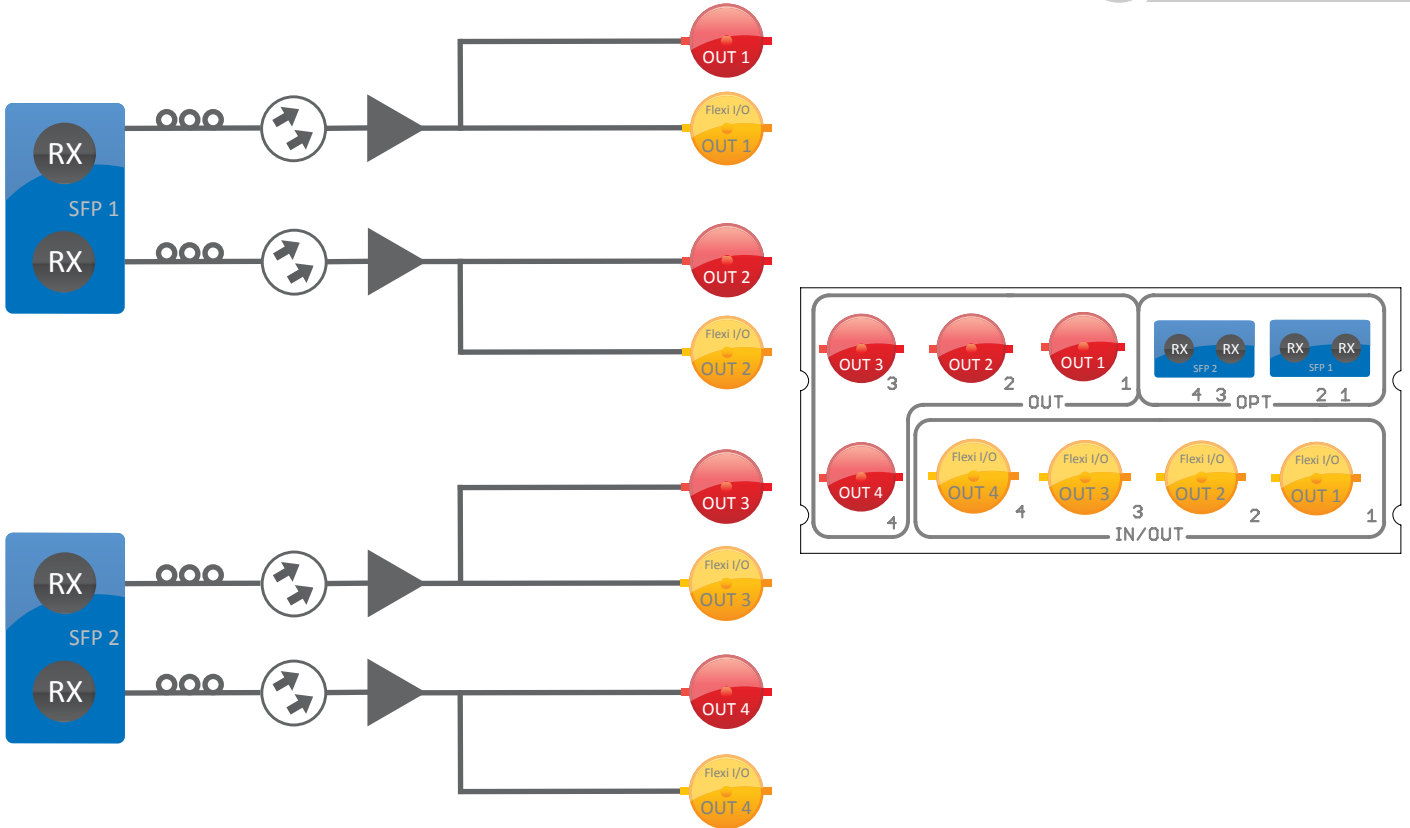 OUT 1
Flexi I/O
OUT 1
RX
SFP 1
RX
OUT 2
Flexi I/O
OUT 2
OUT 3
Flexi I/O
OUT 3
RX
SFP 2
RX
OUT 4
Flexi I/O
OUT 4
OUT 3
3
OUT 2
2
OUT 1
1
OUT
RX RX
SFP 2
4 3
RX RX
SFP 1
2 1
OPT
OUT 4
4
Flexi I/O
OUT 4
4
Flexi I/O
OUT 3
3
Flexi I/O
OUT 2
2
Flexi I/O
OUT 1
1
IN/OUT